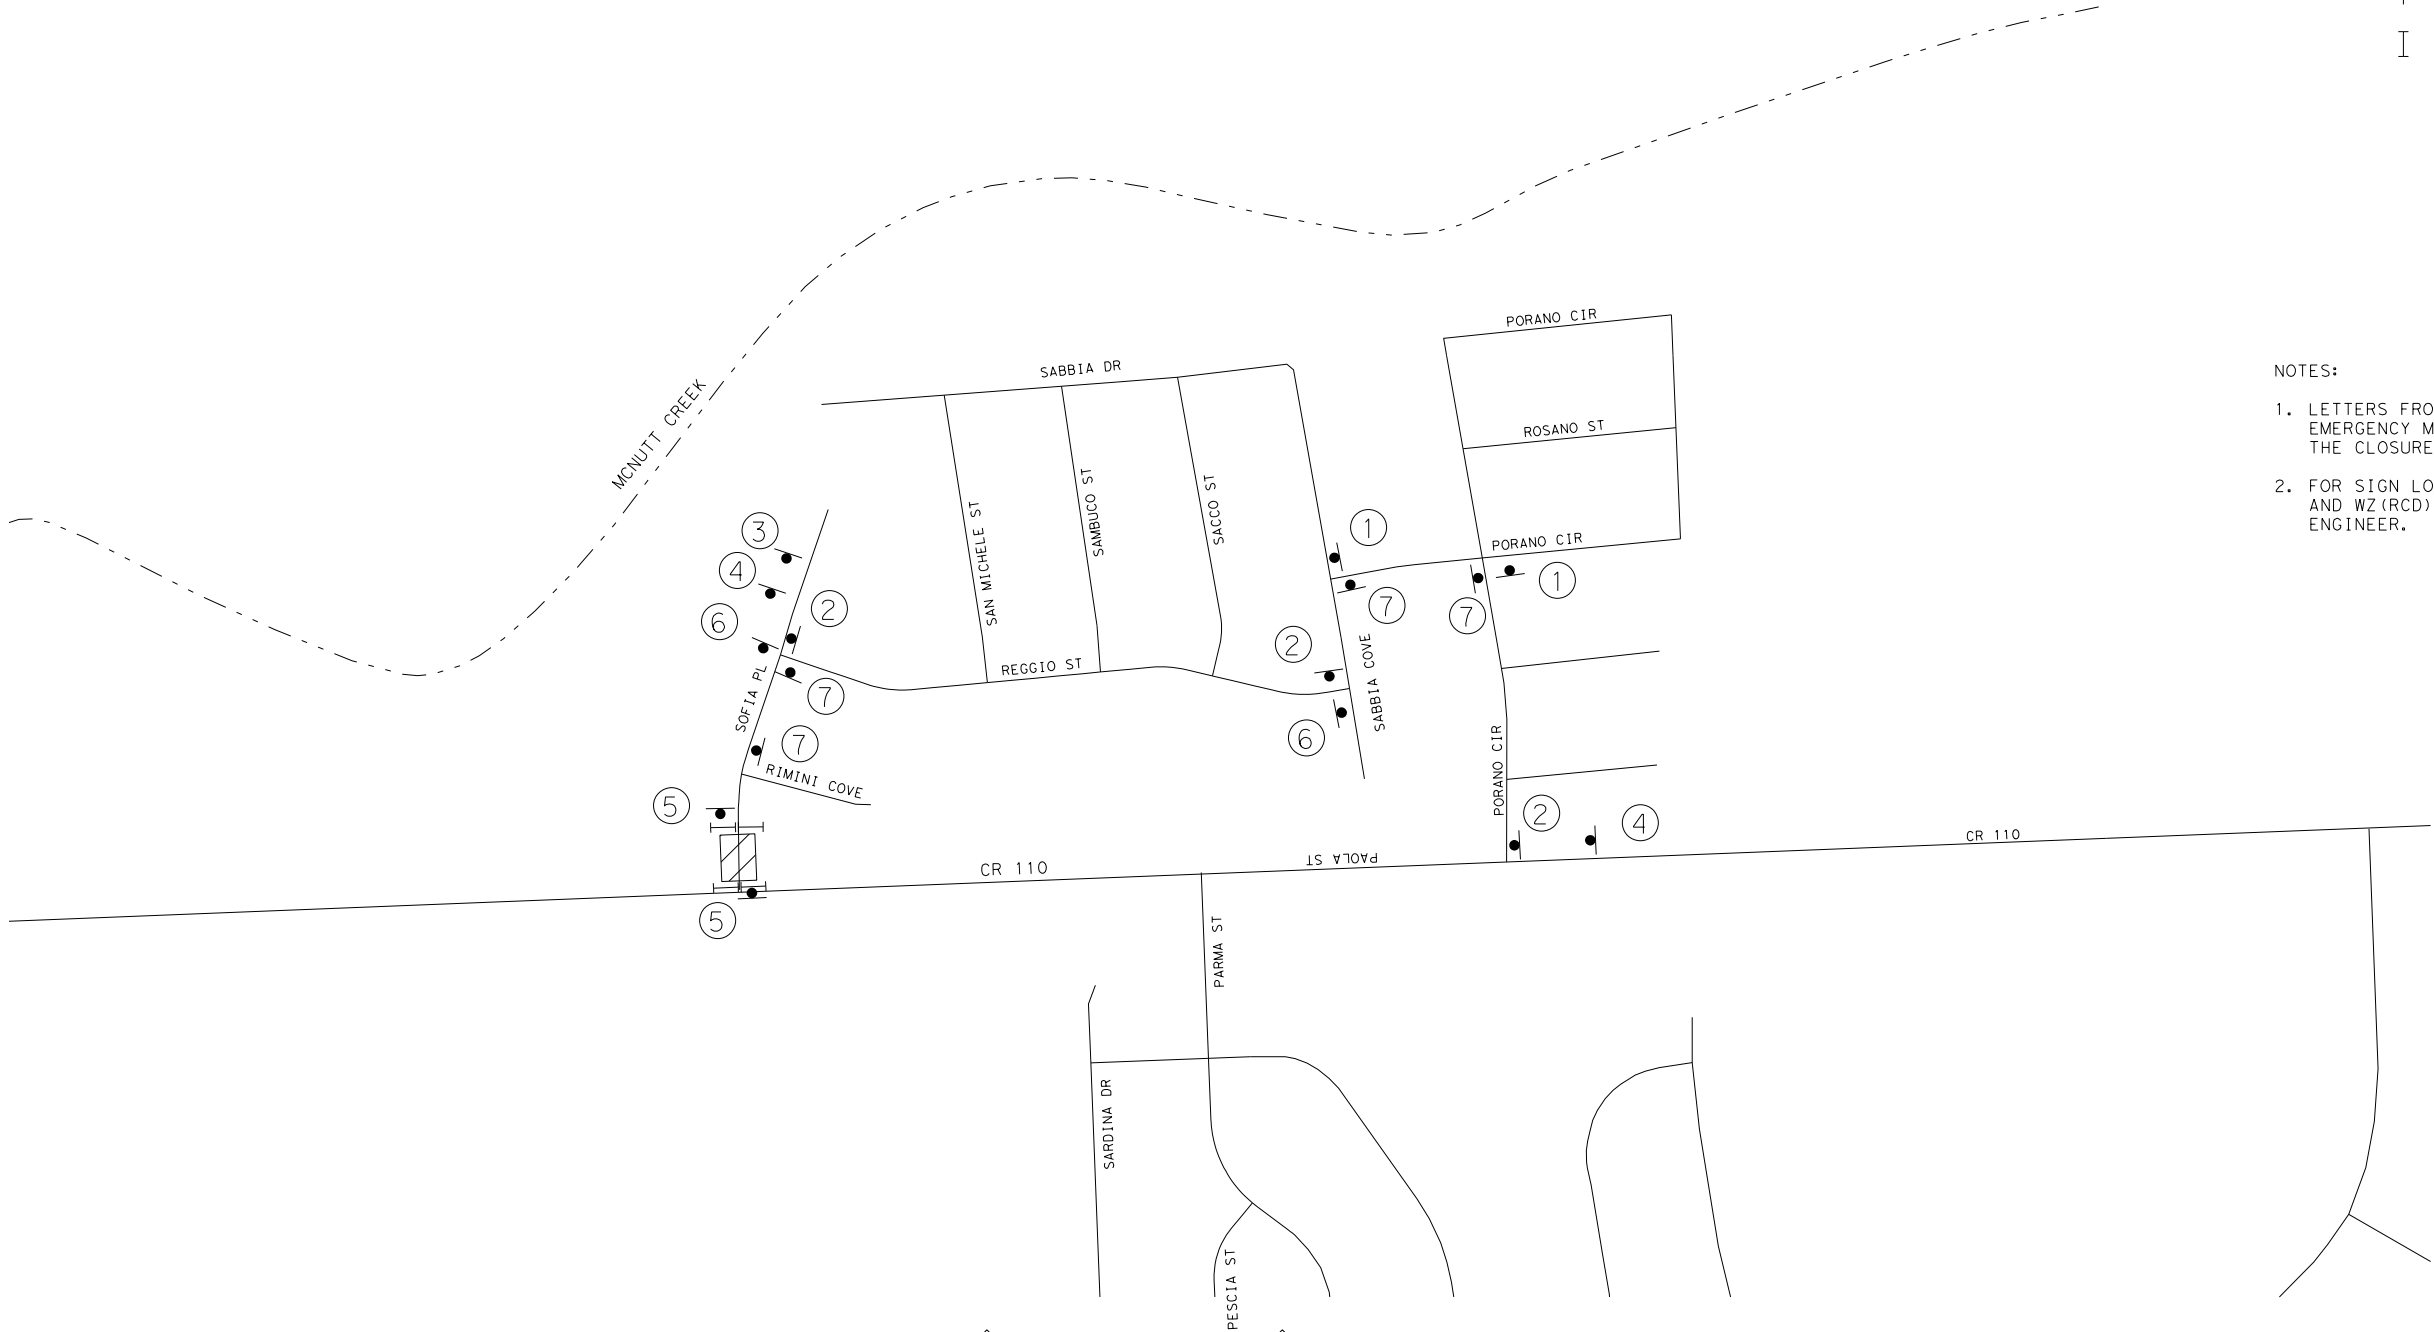 I
PORANO CIR
SABBIA DR
NOTES:
MCNUTT CREEK
1. LETTERS FRO
EMERGENCY M
THE CLOSURE
ROSANO ST
SAN MICHELE ST
SAMBUCO ST
SACCO ST
2. FOR SIGN LO
AND WZ(RCD)
ENGINEER.
3
1
PORANO CIR
4
1
2
7
7
6
2
REGGIO ST
SABBIA COVE
SOFIA PL
7
6
7
RIMINI COVE
PORANO CIR
5
2
4
CR 110
PAOLA ST
CR 110
5
PARMA ST
SARDINA DR
PESCIA ST